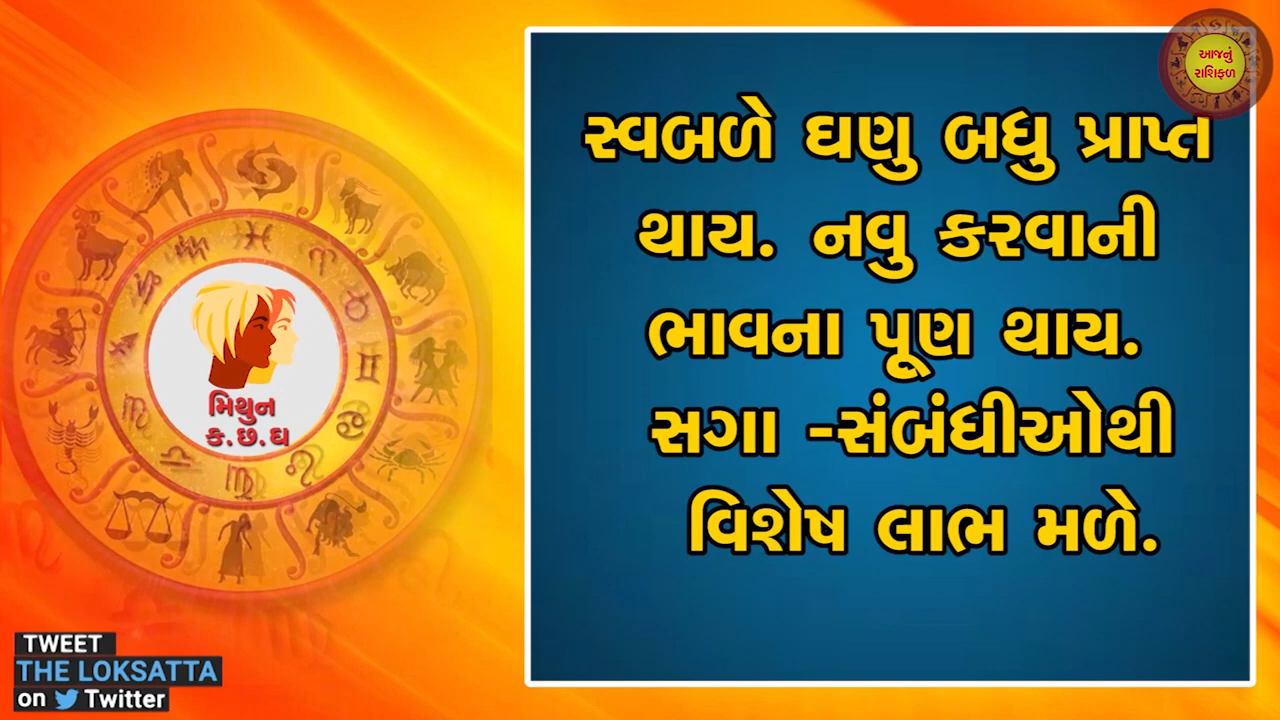 આજનું
રાશિફળ
સ્વબળે ઘણુ બધુ પ્રાપ્ત
થાય. નવુ કરવાની
ભાવના પૂણ થાય.
સગા -સંબંધીઓથી
વિશેષ લાભ મળે.
મિથુન
ક.છ.ઘ
TWEET
THE LOKSATTA
on Twitter